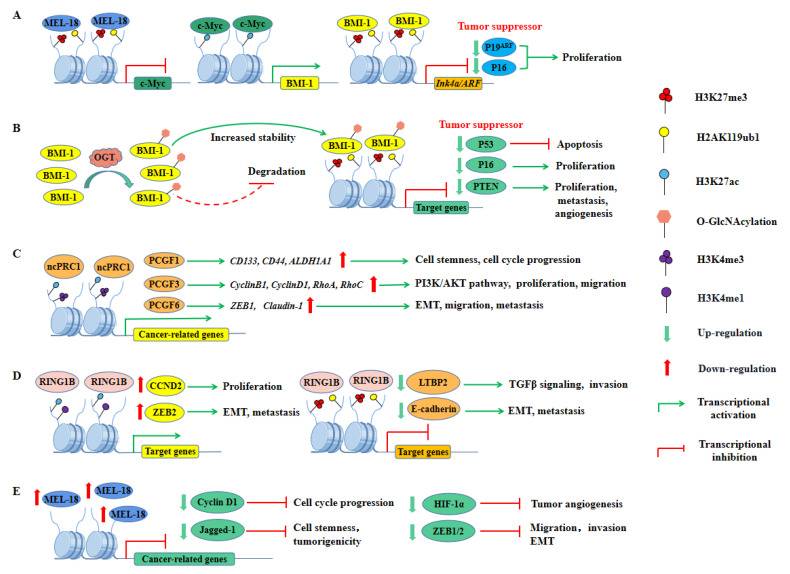 A
MEL-18
MEL-18
c-Myc
c-Myc
c-Myc
BMI-1
BMI-1
BMI-1
Tumor suppressor
P19ARF
P16
Ink4a/ARF
Proliferation
B
BMI-1
BMI-1
BMI-1
OGT
BMI-1
BMI-1
BMI-1
Increased stability
Degradation
BMI-1
BMI-1
Target genes
Tumor suppressor
P53
P16
PTEN
Apoptosis
Proliferation
Proliferation,
metastasis,
angiogenesis
C
ncPRC1
ncPRC1
PCGF1
PCGF3
PCGF6
CD133, CD44, ALDH1A1
CyclinB1, CyclinD1, RhoA, RhoC
ZEB1, Claudin-1
Cell stemness, cell cycle progression
PI3K/AKT pathway, proliferation, migration
EMT, migration, metastasis
Cancer-related genes
D
RING1B
RING1B
CCND2
ZEB2
Proliferation
EMT, metastasis
Target genes
RING1B
RING1B
LTBP2
E-cadherin
TGFβ signaling, invasion
EMT, metastasis
Target genes
E
MEL-18
MEL-18
MEL-18
Cancer-related genes
Cyclin D1
Jagged-1
Cell cycle progression
Cell stemness,
tumorigenicity
HIF-1α
ZEB1/2
Tumor angiogenesis
Migration, invasion
EMT
H3K27me3
H2AK119ub1
H3K27ac
O-GlcNAcylation
H3K4me3
H3K4me1
Up-regulation
Down-regulation
Transcriptional
activation
Transcriptional
inhibition